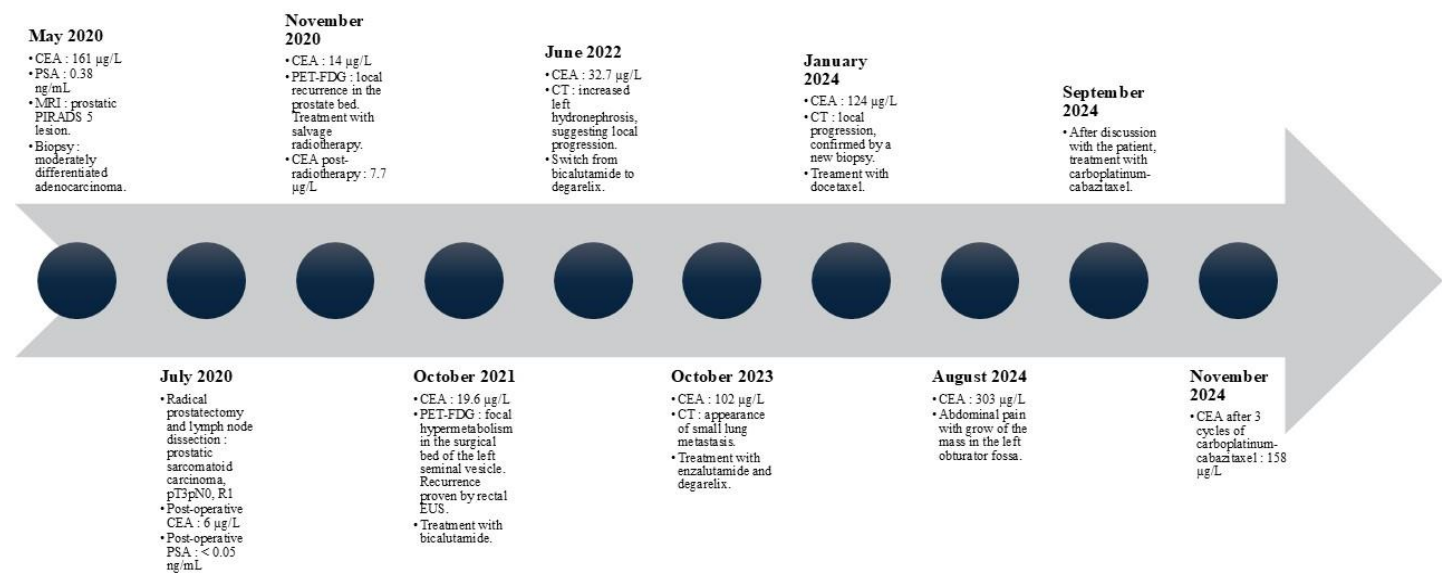 May 2020
• CEA : 161 µg/L
• PSA : 0.38
ng/mL
• MRI : prostatic
PIRADS 5
lesion.
• Biopsy :
moderately
differentiated
adenocarcinoma.
July 2020
• Radical
prostatectomy
and lymph node
dissection :
prostatic
sarcomatoid
carcinoma,
pT3pN0, R1
• Post-operative
CEA : 6 µg/L
• Post-operative
PSA : < 0.05
ng/mL
November
2020
• CEA : 14 µg/L
• PET-FDG : local
recurrence in the
prostate bed.
Treatment with
salvage
radiotherapy.
• CEA post-
radiotherapy : 7.7
µg/L
October 2021
• CEA : 19.6 µg/L
• PET-FDG : focal
hypermetabolism
in the surgical
bed of the left
seminal vesicle.
Recurrence
proven by rectal
EUS.
• Treatment with
bicalutamide.
June 2022
• CEA : 32.7 µg/L
• CT : increased
left
hydronephrosis,
suggesting local
progression.
• Switch from
bicalutamide to
degarelix.
October 2023
• CEA : 102 µg/L
• CT : appearance
of small lung
metastasis.
• Treatment with
enzalutamide and
degarelix.
January
2024
• CEA : 124 µg/L
• CT : local
progression,
confirmed by a
new biopsy.
• Treament with
docetaxel.
August 2024
• CEA : 303 µg/L
• Abdominal pain
with grow of the
mass in the left
obturator fossa.
September
2024
• After discussion
with the patient,
treatment with
carboplatinum-
cabazitaxel.
November
2024
• CEA after 3
cycles of
carboplatinum-
cabazitaxel : 158
µg/L